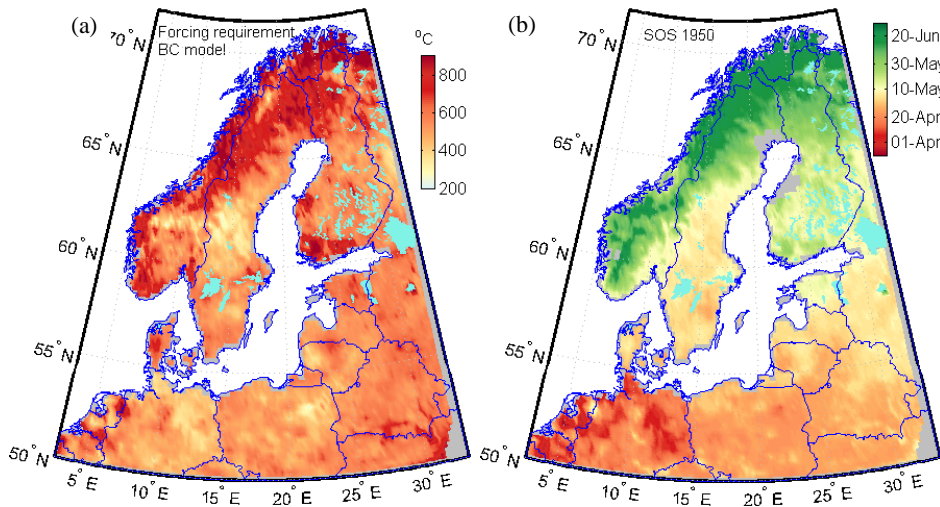 (a)
Forcing requirement
BC model
°C
800
600
400
200
70° N
65° N
60° N
55° N
50° N
5° E
10° E
15° E
20° E
25° E
30° E
(b)
SOS 1950
20-Jun
30-May
10-May
20-Apr
01-Apr
70° N
65° N
60° N
55° N
50° N
5° E
10° E
15° E
20° E
25° E
30° E